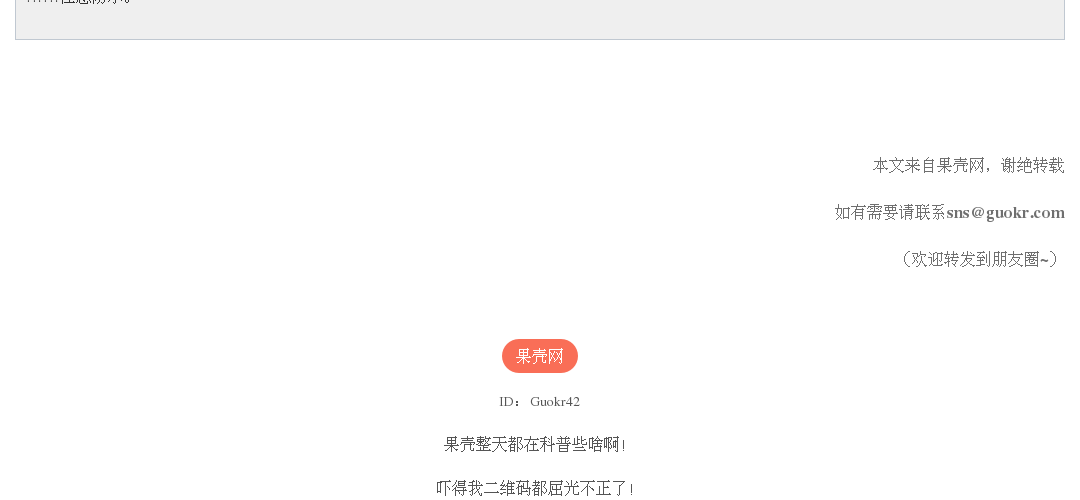 本文来自果壳网，谢绝转载
如有需要请联系sns@guokr.com
（欢迎转发到朋友圈~）
果壳网
ID： Guokr42
果壳整天都在科普些啥啊！
吓得我二维码都屈光不正了！